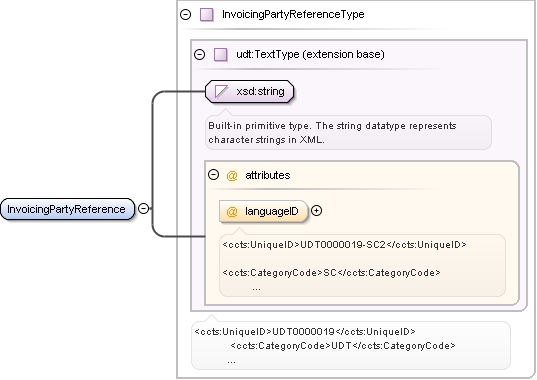 InvoicingPartyReferenceType
udt:TextType (extension base)
xsd:string
Built-in primitive type. The string datatype represents
character strings in XML.
@ attributes
InvoicingPartyReference
@ languageID
<ccts:UniqueID>UDT0000019-SC2</ccts:UniqueID>
<ccts:CategoryCode>SC</ccts:CategoryCode>
...
<ccts:UniqueID>UDT0000019</ccts:UniqueID>
<ccts:CategoryCode>UDT</ccts:CategoryCode>
...